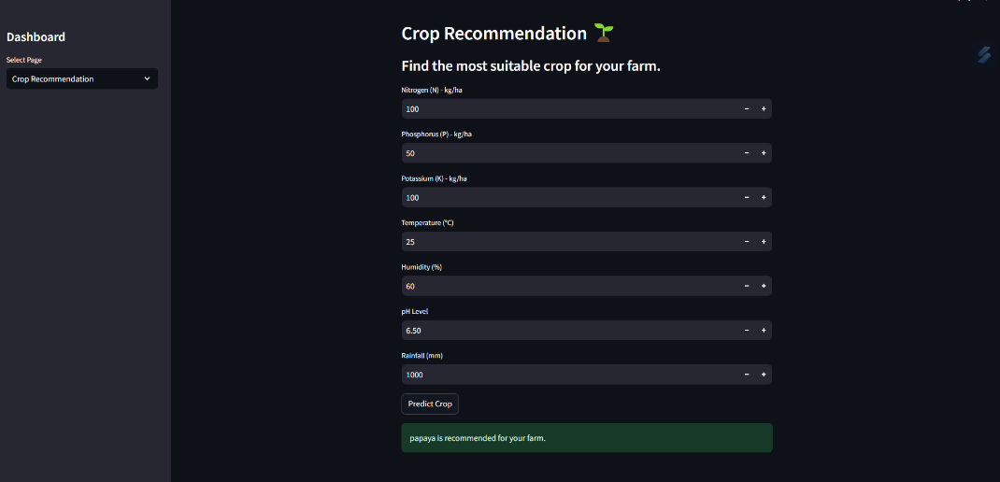 Dashboard
Select Page
Crop Recommendation
Crop Recommendation
Find the most suitable crop for your farm.
Nitrogen (N) - kg/ha
100
Phosphorus (P) - kg/ha
50
Potassium (K) - kg/ha
100
Temperature (°C)
25
Humidity (%)
60
pH Level
6.50
Rainfall (mm)
1000
Predict Crop
papaya is recommended for your farm.